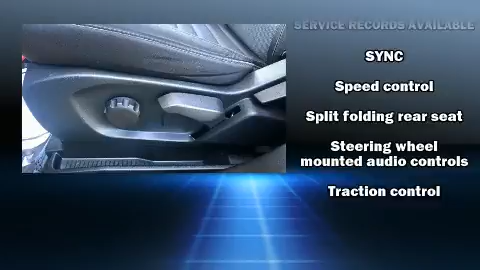 SERVICE RECORDS AVAILABLE
SYNC
Speed control
Split folding rear seat
Steering wheel
mounted audio controls
Traction control